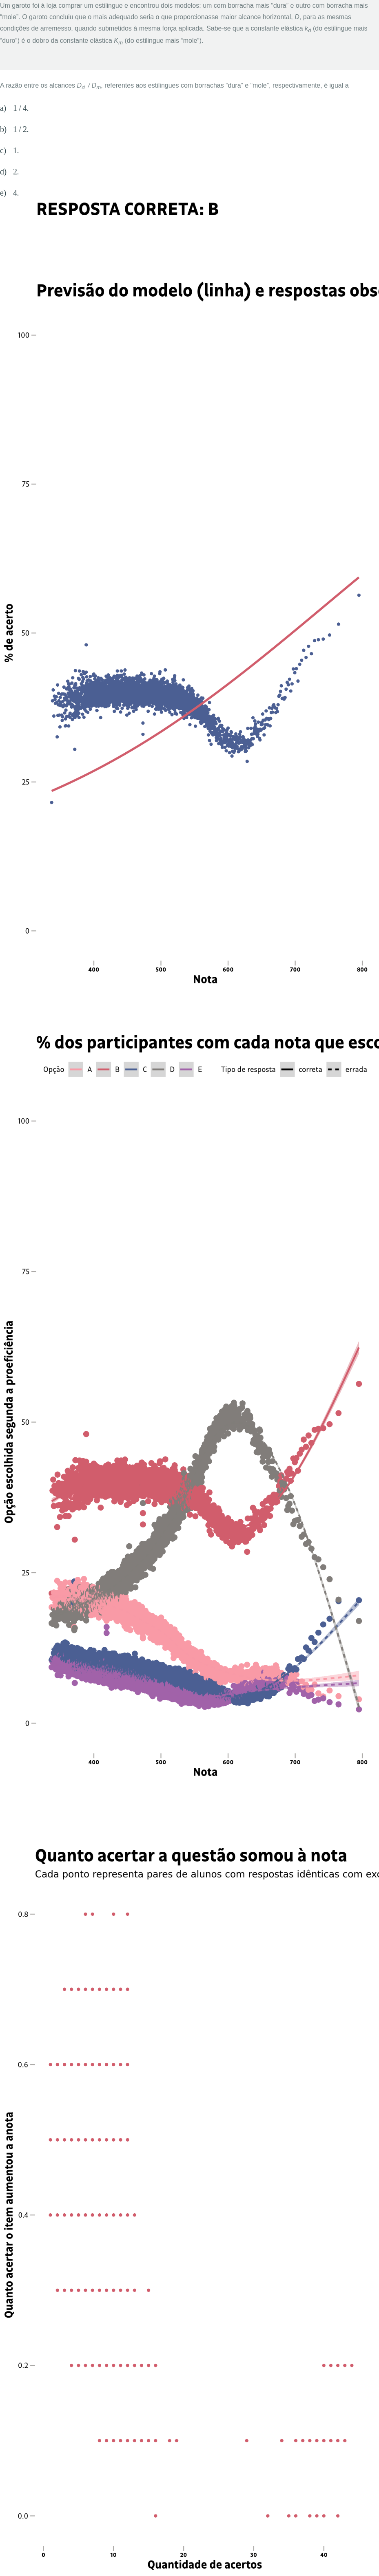 Um garoto foi à loja comprar um estilingue e encontrou dois modelos: um com borracha mais "dura" e outro com borracha mais
"mole". O garoto concluiu que o mais adequado seria o que proporcionasse maior alcance horizontal, D, para as mesmas
condições de arremesso, quando submetidos à mesma força aplicada. Sabe-se que a constante elástica kd (do estilingue mais
"duro") é o dobro da constante elástica Km (do estilingue mais "mole").
A razão entre os alcances Dd / Dm, referentes aos estilingues com borrachas "dura" e "mole", respectivamente, é igual a
a) 1 / 4.
b) 1 / 2.
c) 1.
d) 2.
e) 4.
RESPOSTA CORRETA: B
Previsão do modelo (linha) e respostas obs
100
75
50
25
0
% de acerto
400 500 600 700 800
Nota
% dos participantes com cada nota que esco
Opção A B C D E Tipo de resposta correta errada
100
75
50
25
0
Opção escolhida segunda a proeficiência
400 500 600 700 800
Nota
Quanto acertar a questão somou à nota
Cada ponto representa pares de alunos com respostas idênticas com exc
0.8
0.6
0.4
0.2
0.0
Quanto acertar o item aumentou a anota
0 10 20 30 40
Quantidade de acertos